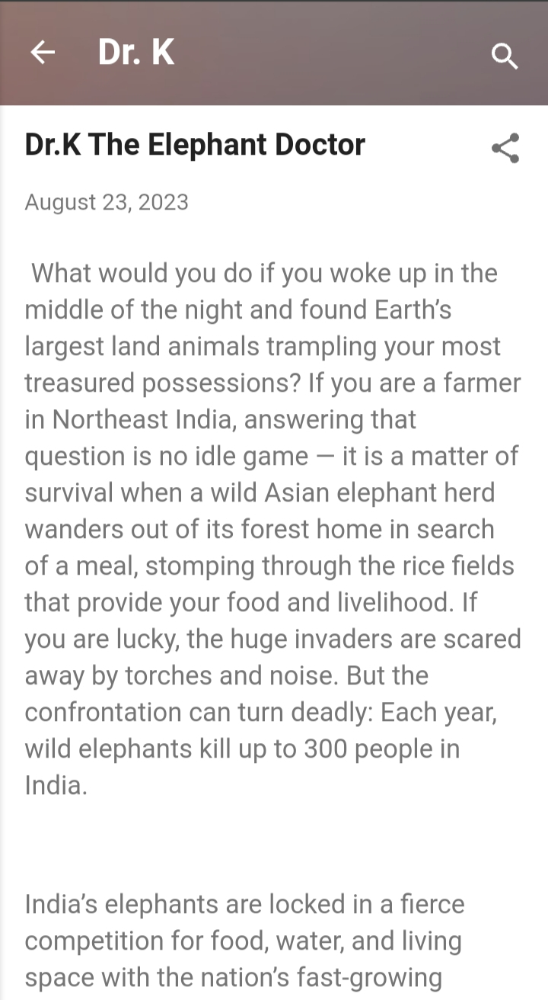 Dr. K
Dr.K The Elephant Doctor
August 23, 2023
What would you do if you woke up in the
middle of the night and found Earth’s
largest land animals trampling your most
treasured possessions? If you are a farmer
in Northeast India, answering that
question is no idle game — it is a matter of
survival when a wild Asian elephant herd
wanders out of its forest home in search
of a meal, stomping through the rice fields
that provide your food and livelihood. If
you are lucky, the huge invaders are scared
away by torches and noise. But the
confrontation can turn deadly: Each year,
wild elephants kill up to 300 people in
India.
India’s elephants are locked in a fierce
competition for food, water, and living
space with the nation’s fast-growing